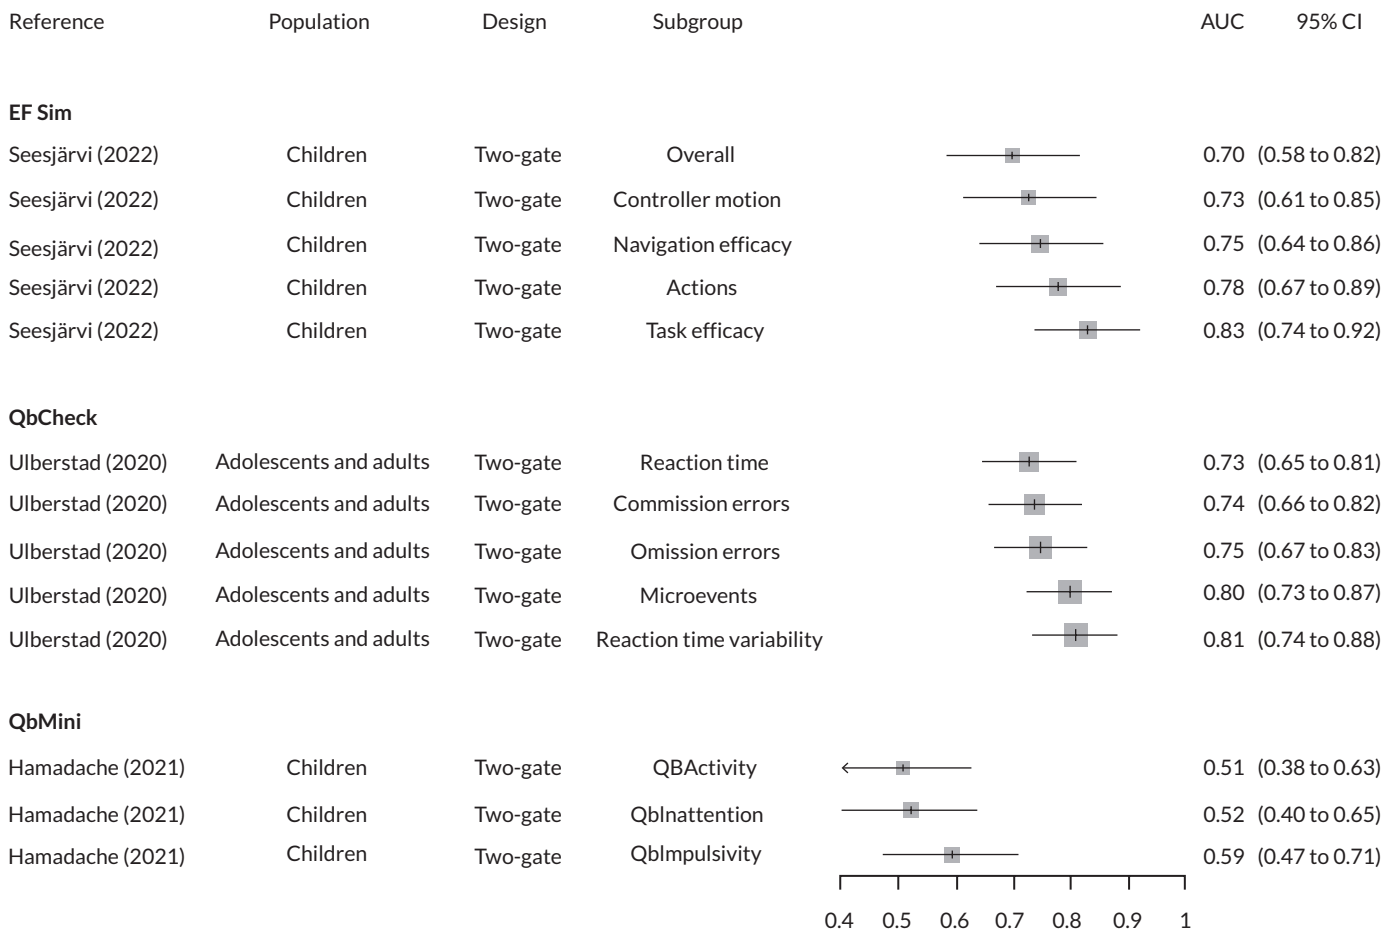 Reference Population Design Subgroup AUC 95% CI
EF Sim
Seesjärvi (2022) Children Two-gate Overall 0.70 (0.58 to 0.82)
Seesjärvi (2022) Children Two-gate Controller motion 0.73 (0.61 to 0.85)
Seesjärvi (2022) Children Two-gate Navigation efficacy 0.75 (0.64 to 0.86)
Seesjärvi (2022) Children Two-gate Actions 0.78 (0.67 to 0.89)
Seesjärvi (2022) Children Two-gate Task efficacy 0.83 (0.74 to 0.92)
QbCheck
Ulberstad (2020) Adolescents and adults Two-gate Reaction time 0.73 (0.65 to 0.81)
Ulberstad (2020) Adolescents and adults Two-gate Commission errors 0.74 (0.66 to 0.82)
Ulberstad (2020) Adolescents and adults Two-gate Omission errors 0.75 (0.67 to 0.83)
Ulberstad (2020) Adolescents and adults Two-gate Microevents 0.80 (0.73 to 0.87)
Ulberstad (2020) Adolescents and adults Two-gate Reaction time variability 0.81 (0.74 to 0.88)
QbMini
Hamadache (2021) Children Two-gate QBActivity 0.51 (0.38 to 0.63)
Hamadache (2021) Children Two-gate QbInattention 0.52 (0.40 to 0.65)
Hamadache (2021) Children Two-gate QbImpulsivity 0.59 (0.47 to 0.71)
0.4 0.5 0.6 0.7 0.8 0.9 1